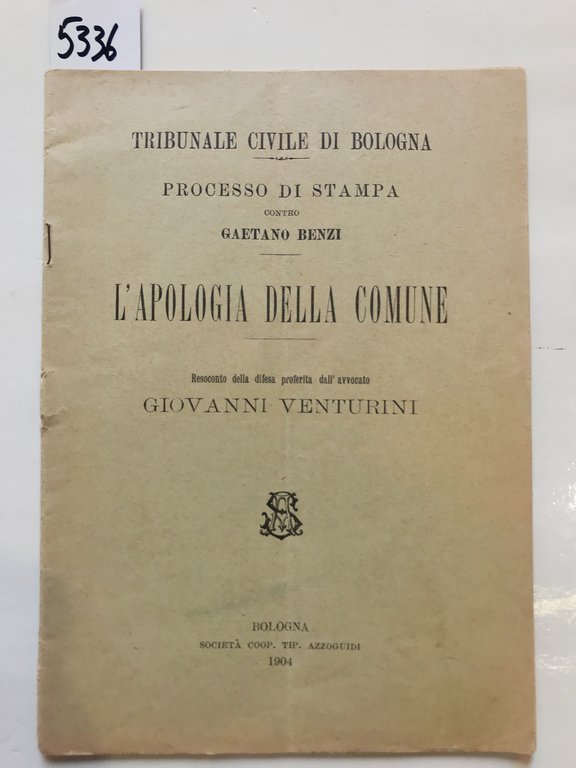 5336
TRIBUNALE CIVILE DI BOLOGNA
PROCESSO DI STAMPA
CONTRO
GAETANO BENZI
L'APOLOGIA DELLA COMUNE
Resoconto della difesa proferita dall'avvocato
GIOVANNI VENTURINI
BOLOGNA
SOCIETÀ COOP. TIP. AZZOGUIDI
1904